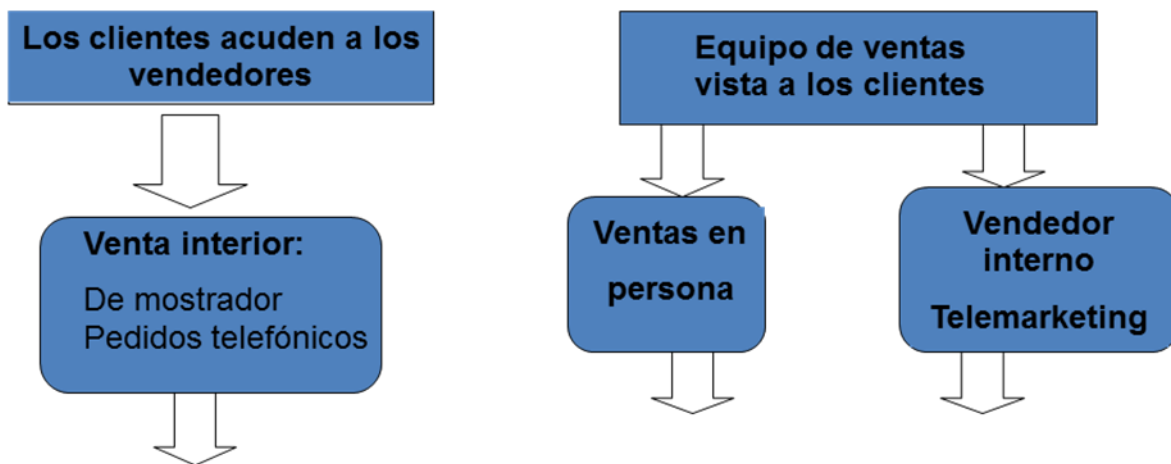 Los clientes acuden a los
vendedores
Equipo de ventas
vista a los clientes
Venta interior:
De mostrador
Pedidos telefónicos
Ventas en
persona
Vendedor
interno
Telemarketing